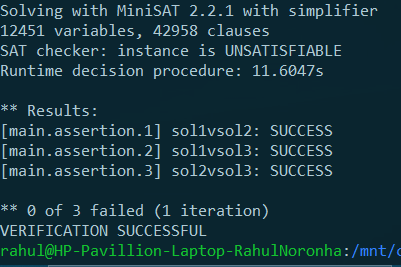 Solving with MiniSAT 2.2.1 with simplifier
12451 variables, 42958 clauses
SAT checker: instance is UNSATISFIABLE
Runtime decision procedure: 11.6047s
** Results:
[main.assertion.1] sol1vsol2: SUCCESS
[main.assertion.2] sol1vsol3: SUCCESS
[main.assertion.3] sol2vsol3: SUCCESS
** 0 of 3 failed (1 iteration)
VERIFICATION SUCCESSFUL
rahul@HP-Pavillion-Laptop-RahulNoronha:/mnt/